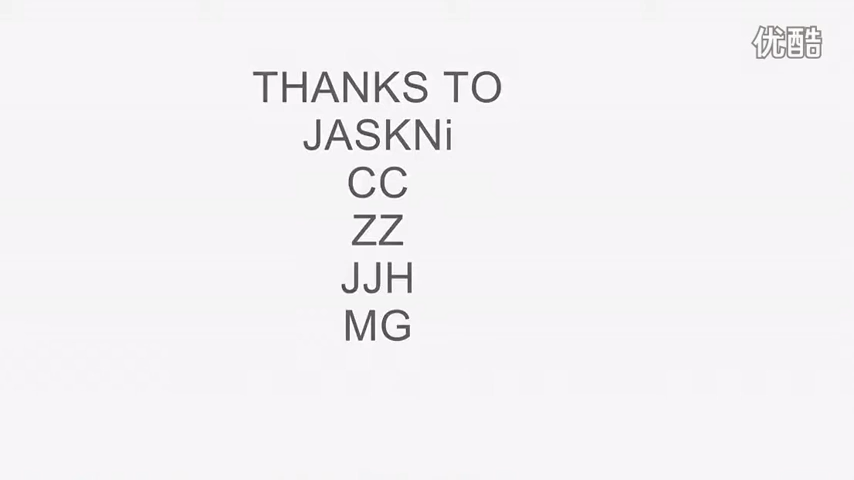 优酷
THANKS TO
JASKNi
CC
ZZ
JJH
MG